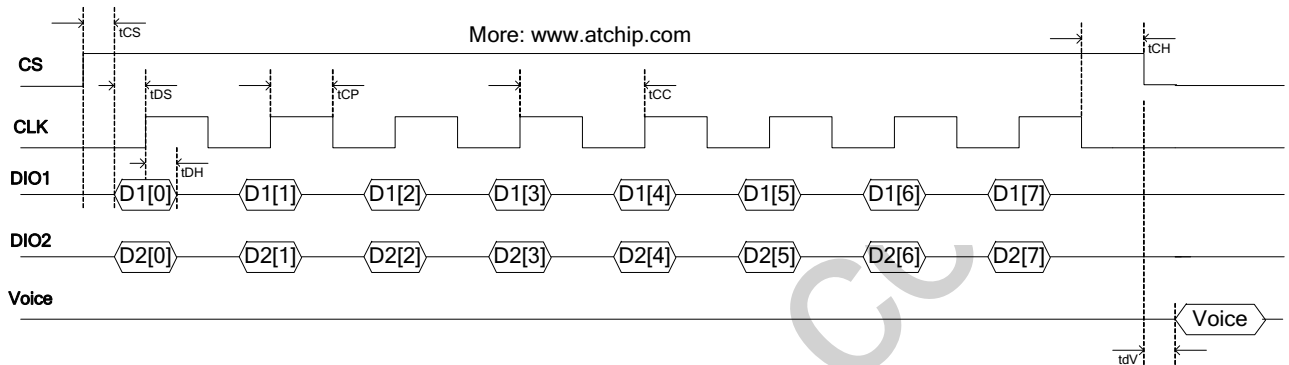 tCS
More: www.atchip.com
tCH
CS
tDS
tCP
tCC
CLK
tDH
DIO1
D1[0] D1[1] D1[2] D1[3] D1[4] D1[5] D1[6] D1[7]
DIO2
D2[0] D2[1] D2[2] D2[3] D2[4] D2[5] D2[6] D2[7]
Voice
Voice
tdV